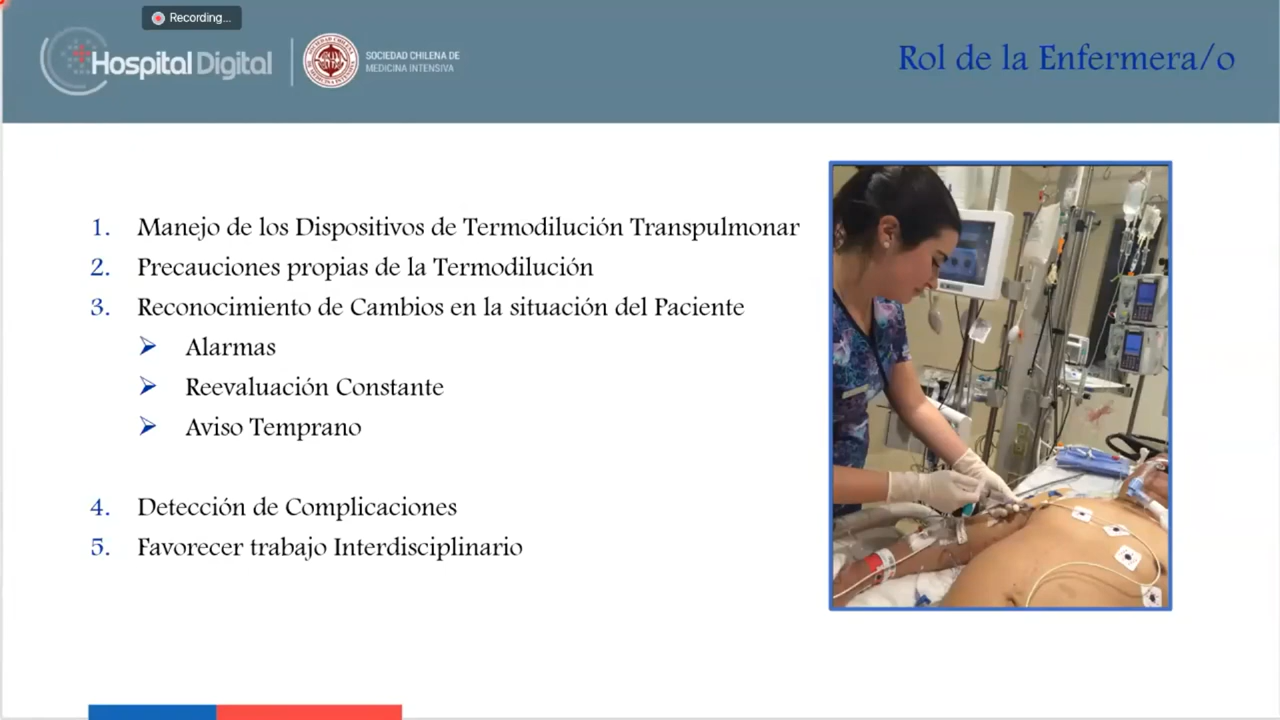 Recording...
Hospital Digital
SOCIEDAD CHILENA DE
MEDICINA INTENSIVA
Rol de la Enfermera/o
1. Manejo de los Dispositivos de Termodilución Transpulmonar
2. Precauciones propias de la Termodilución
3. Reconocimiento de Cambios en la situación del Paciente
Alarmas
Reevaluación Constante
Aviso Temprano
4. Detección de Complicaciones
5. Favorecer trabajo Interdisciplinario